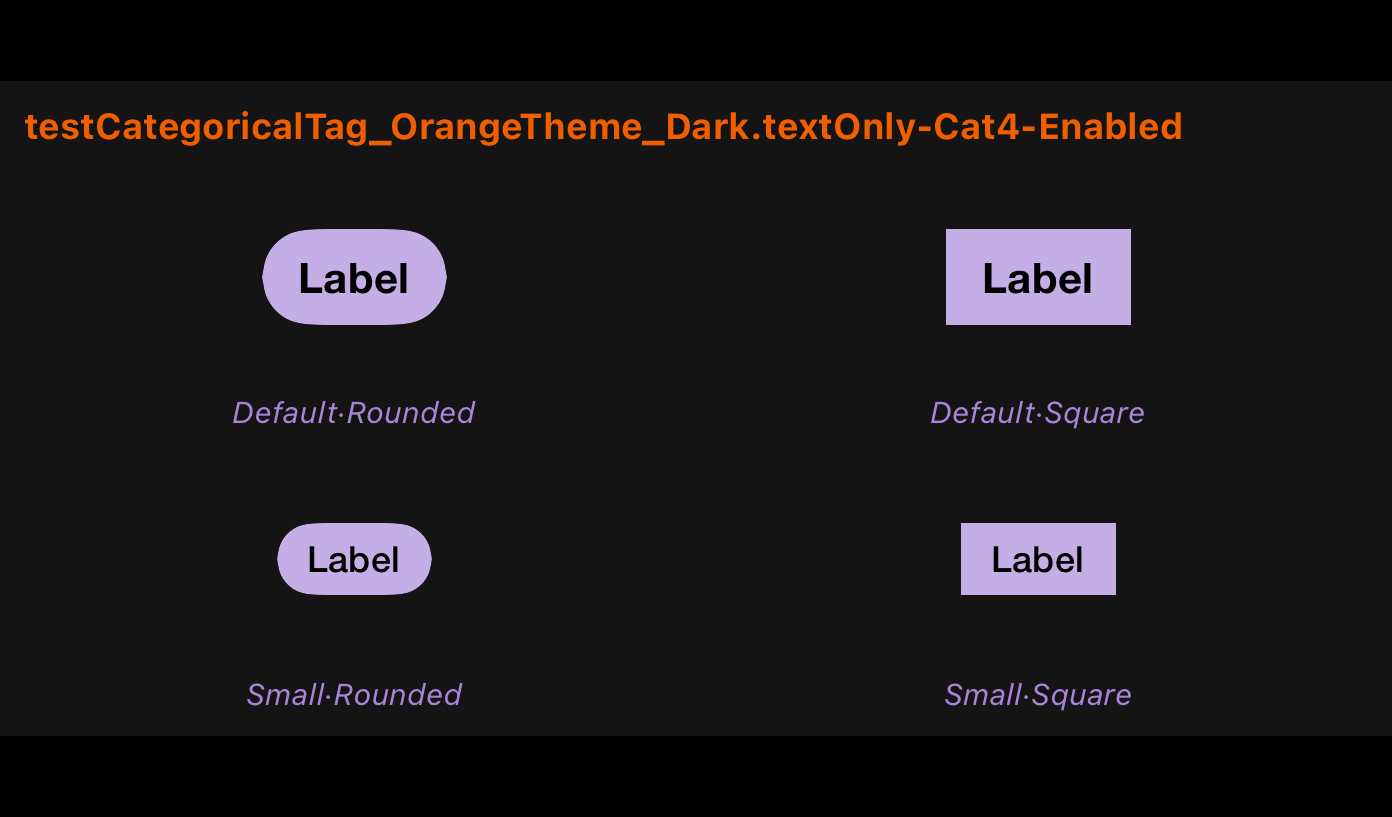 testCategoricalTag_OrangeTheme_Dark.textOnly-Cat4-Enabled
Label
Label
Default·Rounded
Default·Square
Label
Label
Small·Rounded
Small·Square